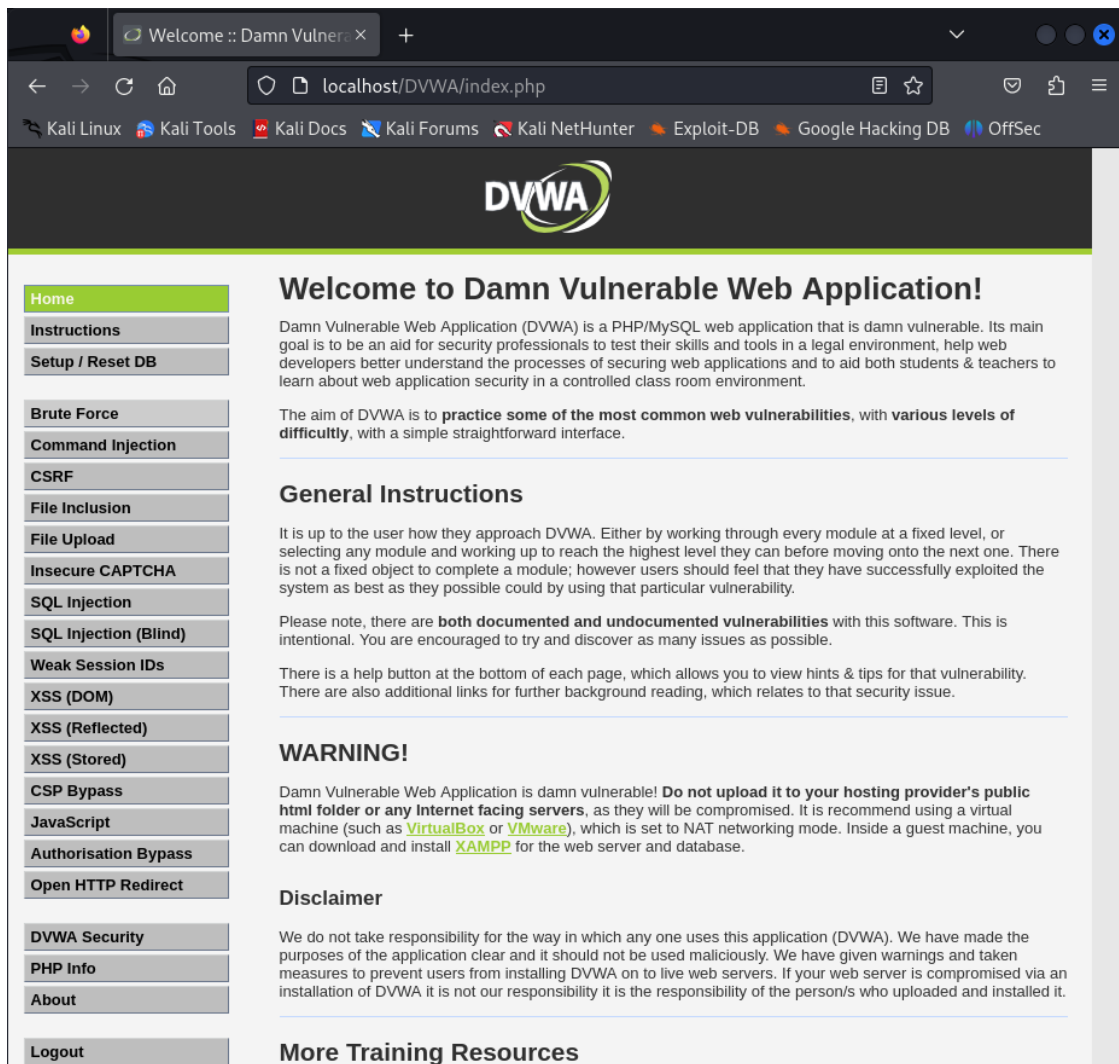 Welcome :: Damn Vulnera
localhost/DVWA/index.php
Kali Linux Kali Tools Kali Docs Kali Forums Kali NetHunter Exploit-DB Google Hacking DB OffSec
DVWA
Home
Instructions
Setup / Reset DB
Brute Force
Command Injection
CSRF
File Inclusion
File Upload
Insecure CAPTCHA
SQL Injection
SQL Injection (Blind)
Weak Session IDs
XSS (DOM)
XSS (Reflected)
XSS (Stored)
CSP Bypass
JavaScript
Authorisation Bypass
Open HTTP Redirect
DVWA Security
PHP Info
About
Logout
Welcome to Damn Vulnerable Web Application!
Damn Vulnerable Web Application (DVWA) is a PHP/MySQL web application that is damn vulnerable. Its main
goal is to be an aid for security professionals to test their skills and tools in a legal environment, help web
developers better understand the processes of securing web applications and to aid both students & teachers to
learn about web application security in a controlled class room environment.
The aim of DVWA is to practice some of the most common web vulnerabilities, with various levels of
difficultly, with a simple straightforward interface.
General Instructions
It is up to the user how they approach DVWA. Either by working through every module at a fixed level, or
selecting any module and working up to reach the highest level they can before moving onto the next one. There
is not a fixed object to complete a module; however users should feel that they have successfully exploited the
system as best as they possible could by using that particular vulnerability.
Please note, there are both documented and undocumented vulnerabilities with this software. This is
intentional. You are encouraged to try and discover as many issues as possible.
There is a help button at the bottom of each page, which allows you to view hints & tips for that vulnerability.
There are also additional links for further background reading, which relates to that security issue.
WARNING!
Damn Vulnerable Web Application is damn vulnerable! Do not upload it to your hosting provider's public
html folder or any Internet facing servers, as they will be compromised. It is recommend using a virtual
machine (such as VirtualBox or VMware), which is set to NAT networking mode. Inside a guest machine, you
can download and install XAMPP for the web server and database.
Disclaimer
We do not take responsibility for the way in which any one uses this application (DVWA). We have made the
purposes of the application clear and it should not be used maliciously. We have given warnings and taken
measures to prevent users from installing DVWA on to live web servers. If your web server is compromised via an
installation of DVWA it is not our responsibility it is the responsibility of the person/s who uploaded and installed it.
More Training Resources